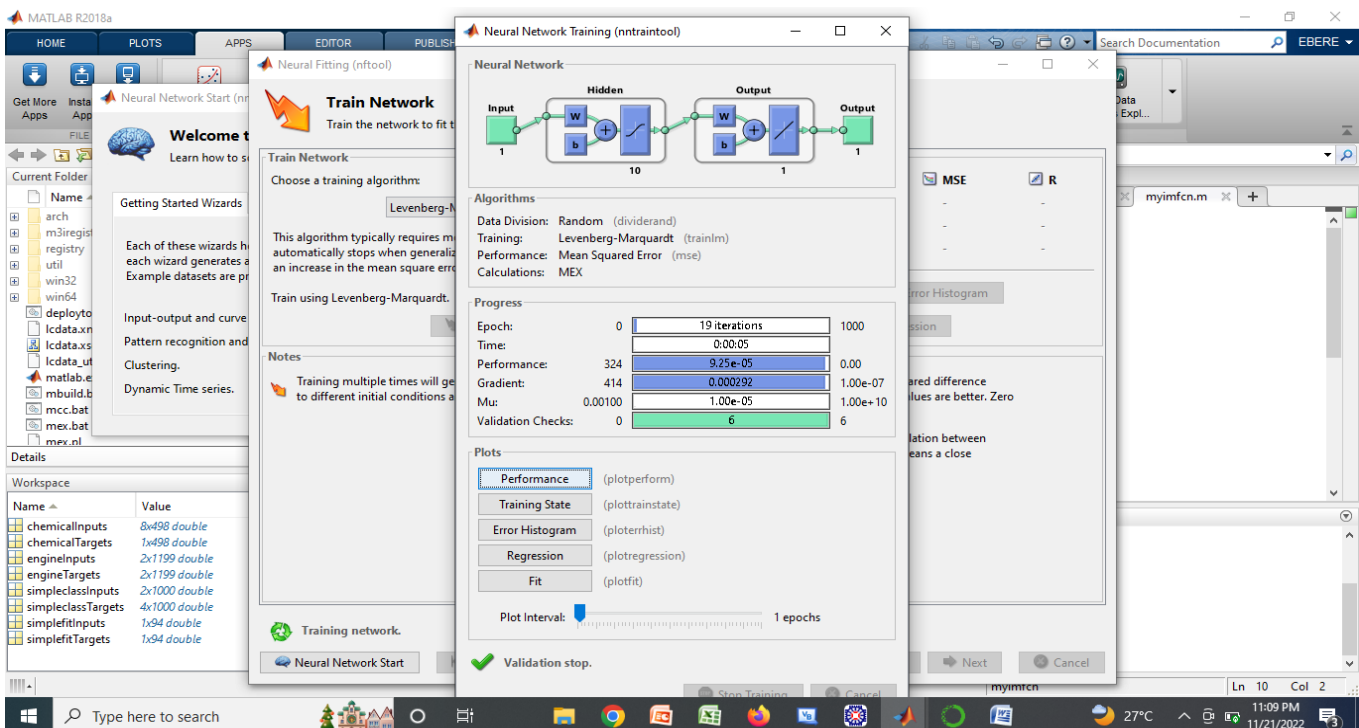 MATLAB R2018a
HOME PLOTS APPS EDITOR PUBLISH
Search Documentation EBERE
Get More Apps
FILE
Current Folder
Name
arch
registry
util
win32
win64
Details
Workspace
Name Value
chemicalInputs 8x498 double
chemicalTargets 1x498 double
engineInputs 2x1199 double
engineTargets 2x1199 double
simpleclassInputs 2x1000 double
simpleclassTargets 4x1000 double
simplefitInputs 1x94 double
simplefitTargets 1x94 double
lcdata.xs
lcdata_ut
matlab.e
mbuild.b
mcc.bat
mex.bat
mex.pl
Neural Network Start (nr
Welcome t
Learn how to s
Getting Started Wizards
Each of these wizards h
each wizard generates a
Example datasets are pr
Input-output and curve
Pattern recognition and
Clustering.
Dynamic Time series.
Neural Fitting (nftool)
Train Network
Train the network to fit t
Train Network
Choose a training algorithm:
Levenberg-M
This algorithm typically requires m
automatically stops when generaliz
an increase in the mean square erro
Train using Levenberg-Marquardt.
Notes
Training multiple times will ge
to different initial conditions a
Training network.
Neural Network Start
MSE R
- -
- -
- -
rror Histogram
ssion
ared difference
lues are better. Zero
lation between
eans a close
Next Cancel
Neural Network Training (nntraintool)
Neural Network
Hidden Output
Input Output
W W
b b
1 1
10 1
Algorithms
Data Division: Random (dividerand)
Training: Levenberg-Marquardt (trainlm)
Performance: Mean Squared Error (mse)
Calculations: MEX
Progress
Epoch: 0 19 iterations 1000
Time: 0:00:05
Performance: 324 9.25e-05 0.00
Gradient: 414 0.000292 1.00e-07
Mu: 0.00100 1.00e-05 1.00e+10
Validation Checks: 0 6 6
Plots
Performance (plotperform)
Training State (plottrainstate)
Error Histogram (ploterrhist)
Regression (plotregression)
Fit (plotfit)
Plot Interval: 1 epochs
Validation stop.
Stop Training Cancel
Data
Expl...
myimfcn.m
myimfcn
Ln 10 Col 2
Type here to search
27°C
11:09 PM
11/21/2022
3